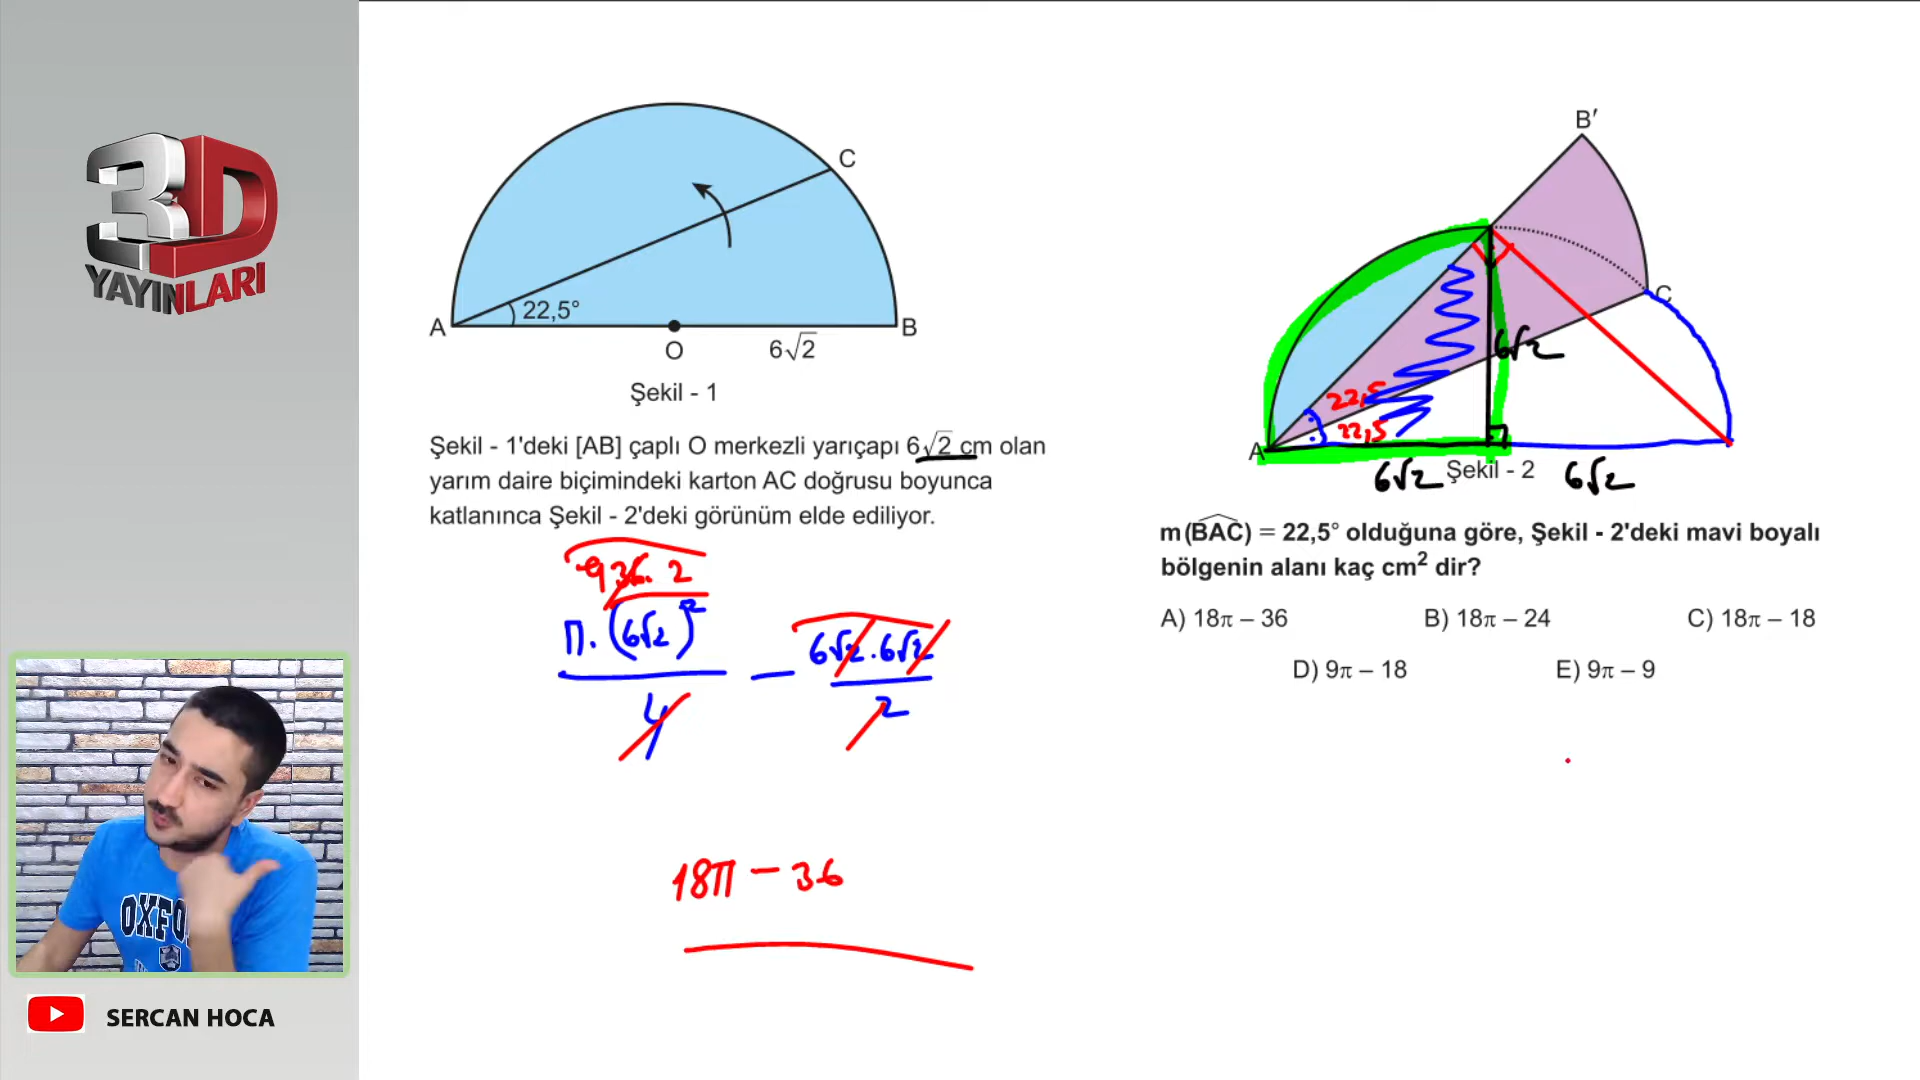 3D
YAYINLARI
C
22,5°
A
B
O
6√2
Şekil - 1
Şekil - 1'deki [AB] çaplı O merkezli yarıçapı 6√2 cm olan
yarım daire biçimindeki karton AC doğrusu boyunca
katlanınca Şekil - 2'deki görünüm elde ediliyor.
B'
C
6√2
22,5
22,5
A
6√2 Şekil - 2 6√2
m(BAC) = 22,5° olduğuna göre, Şekil - 2'deki mavi boyalı
bölgenin alanı kaç cm² dir?
A) 18π – 36 B) 18π – 24 C) 18π – 18
D) 9π – 18 E) 9π – 9
9 36. 2
π. (6√2)² 6√2 . 6√2
—
4 2
18π – 36
OXFO
SERCAN HOCA